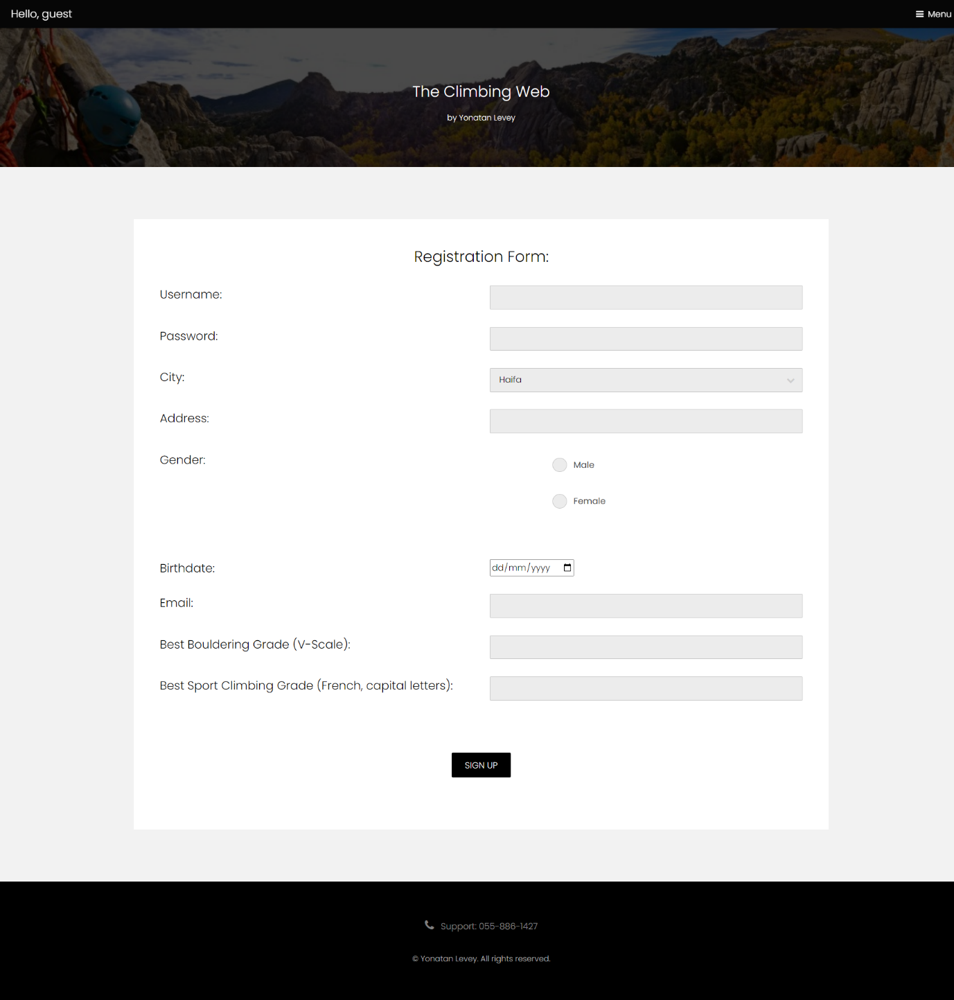 Hello, guest
Menu
The Climbing Web
by Yonatan Levey
Registration Form:
Username:
Password:
City:
Haifa
Address:
Gender:
Male
Female
Birthdate:
dd/mm/yyyy
Email:
Best Bouldering Grade (V-Scale):
Best Sport Climbing Grade (French, capital letters):
SIGN UP
Support: 055-886-1427
© Yonatan Levey. All rights reserved.